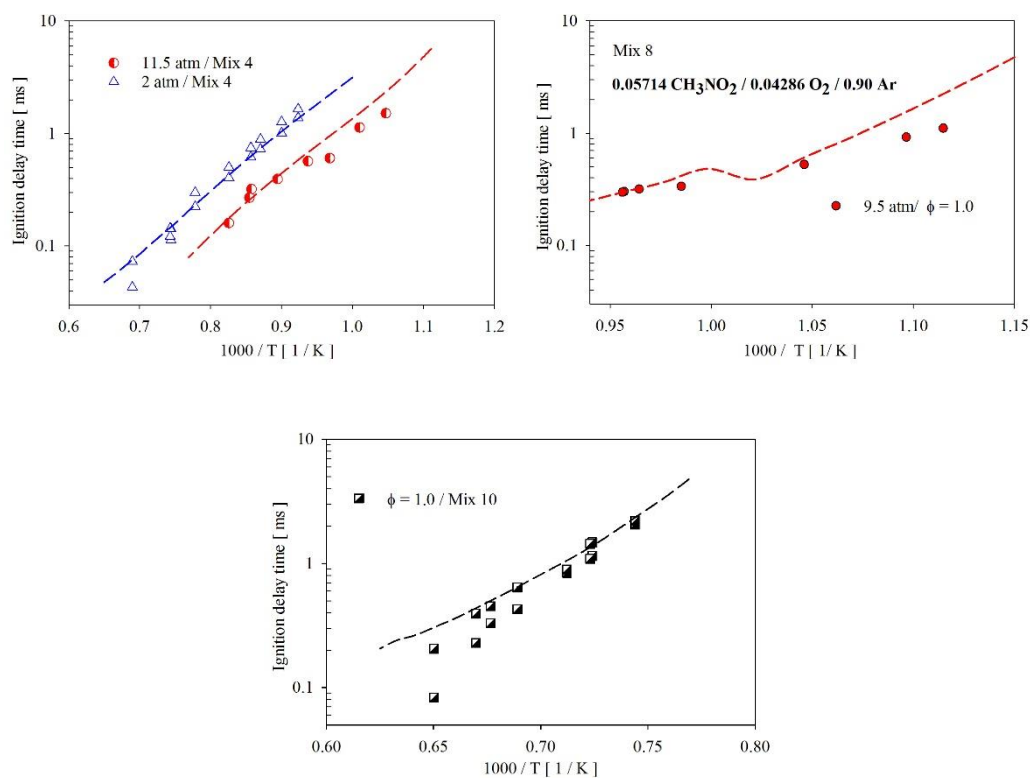 10
1
0.1
Ignition delay time [ ms ]
11.5 atm / Mix 4
2 atm / Mix 4
0.6 0.7 0.8 0.9 1.0 1.1 1.2
1000 / T [ 1 / K ]
10
1
0.1
Ignition delay time [ ms ]
Mix 8
0.05714 CH₃NO₂ / 0.04286 O₂ / 0.90 Ar
9.5 atm/ ϕ = 1.0
0.95 1.00 1.05 1.10 1.15
1000 / T [ 1/ K ]
10
1
0.1
Ignition delay time [ ms ]
ϕ = 1.0 / Mix 10
0.60 0.65 0.70 0.75 0.80
1000 / T [ 1 / K ]